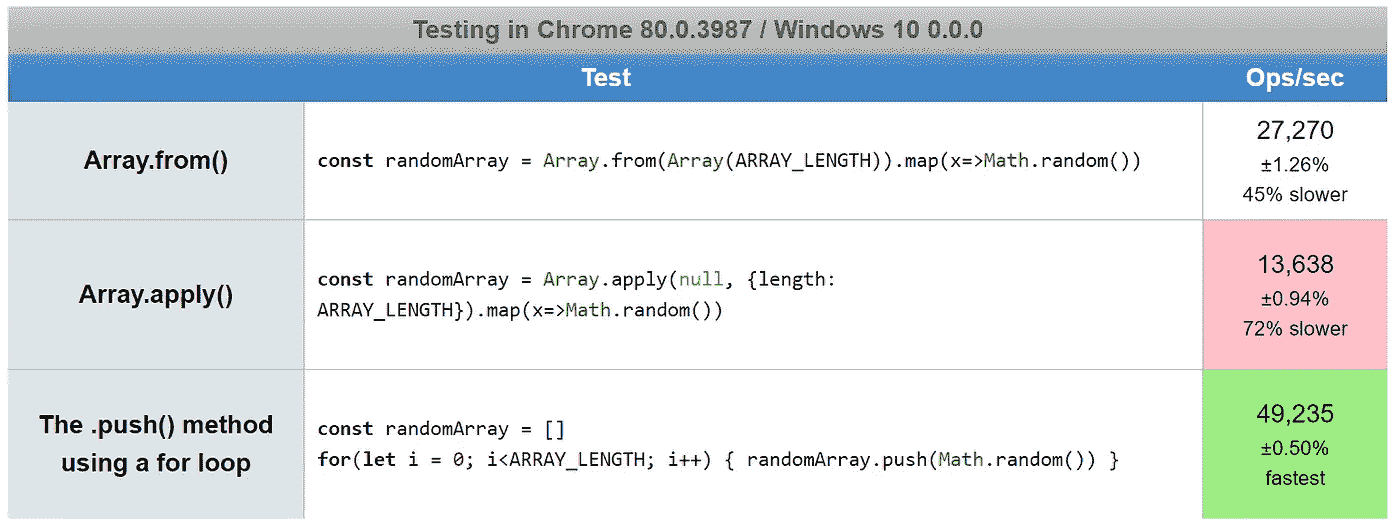 Testing in Chrome 80.0.3987 / Windows 10 0.0.0
Test
Ops/sec
Array.from()
const randomArray = Array.from(Array(ARRAY_LENGTH)).map(x=>Math.random())
27,270
±1.26%
45% slower
Array.apply()
const randomArray = Array.apply(null, {length:
ARRAY_LENGTH}).map(x=>Math.random())
13,638
±0.94%
72% slower
The .push() method
using a for loop
const randomArray = []
for(let i = 0; i<ARRAY_LENGTH; i++) { randomArray.push(Math.random()) }
49,235
±0.50%
fastest